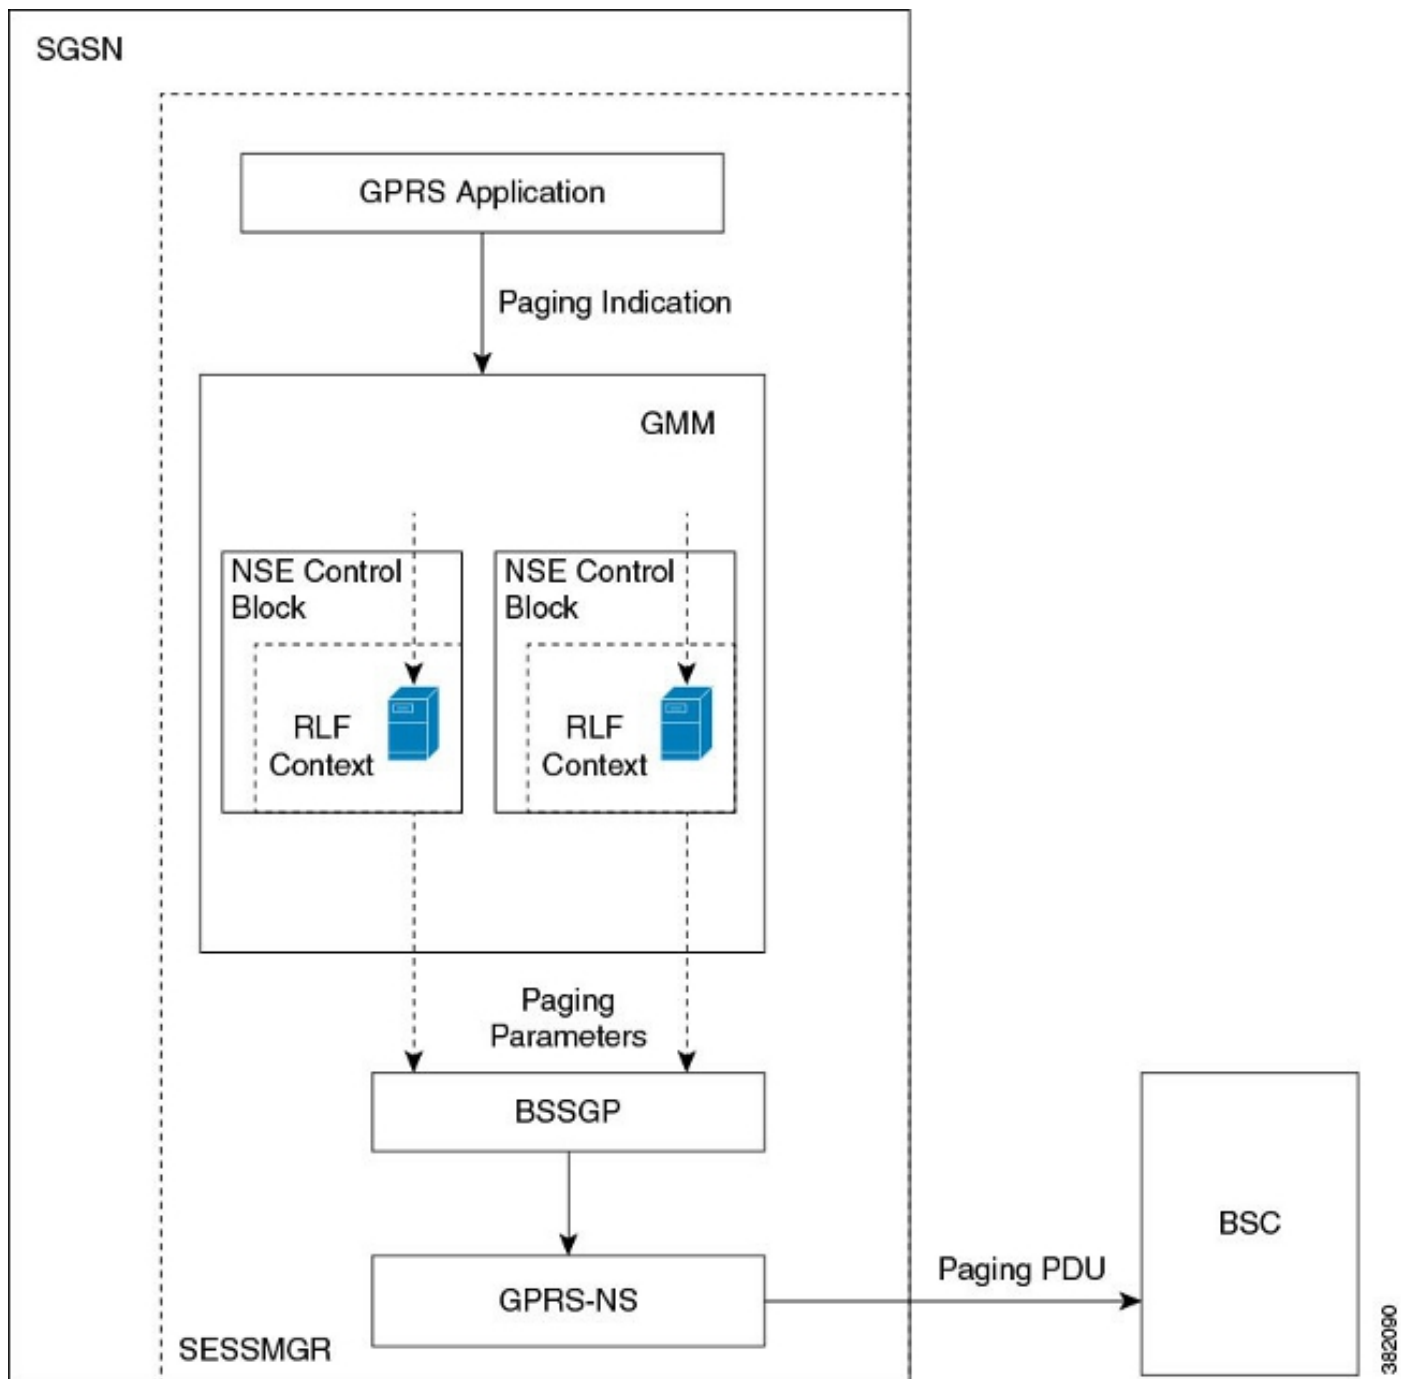 SGSN
GPRS Application
Paging Indication
GMM
NSE Control
Block
NSE Control
Block
RLF
Context
RLF
Context
Paging
Parameters
BSSGP
BSC
Paging PDU
GPRS-NS
SESSMGR
382090